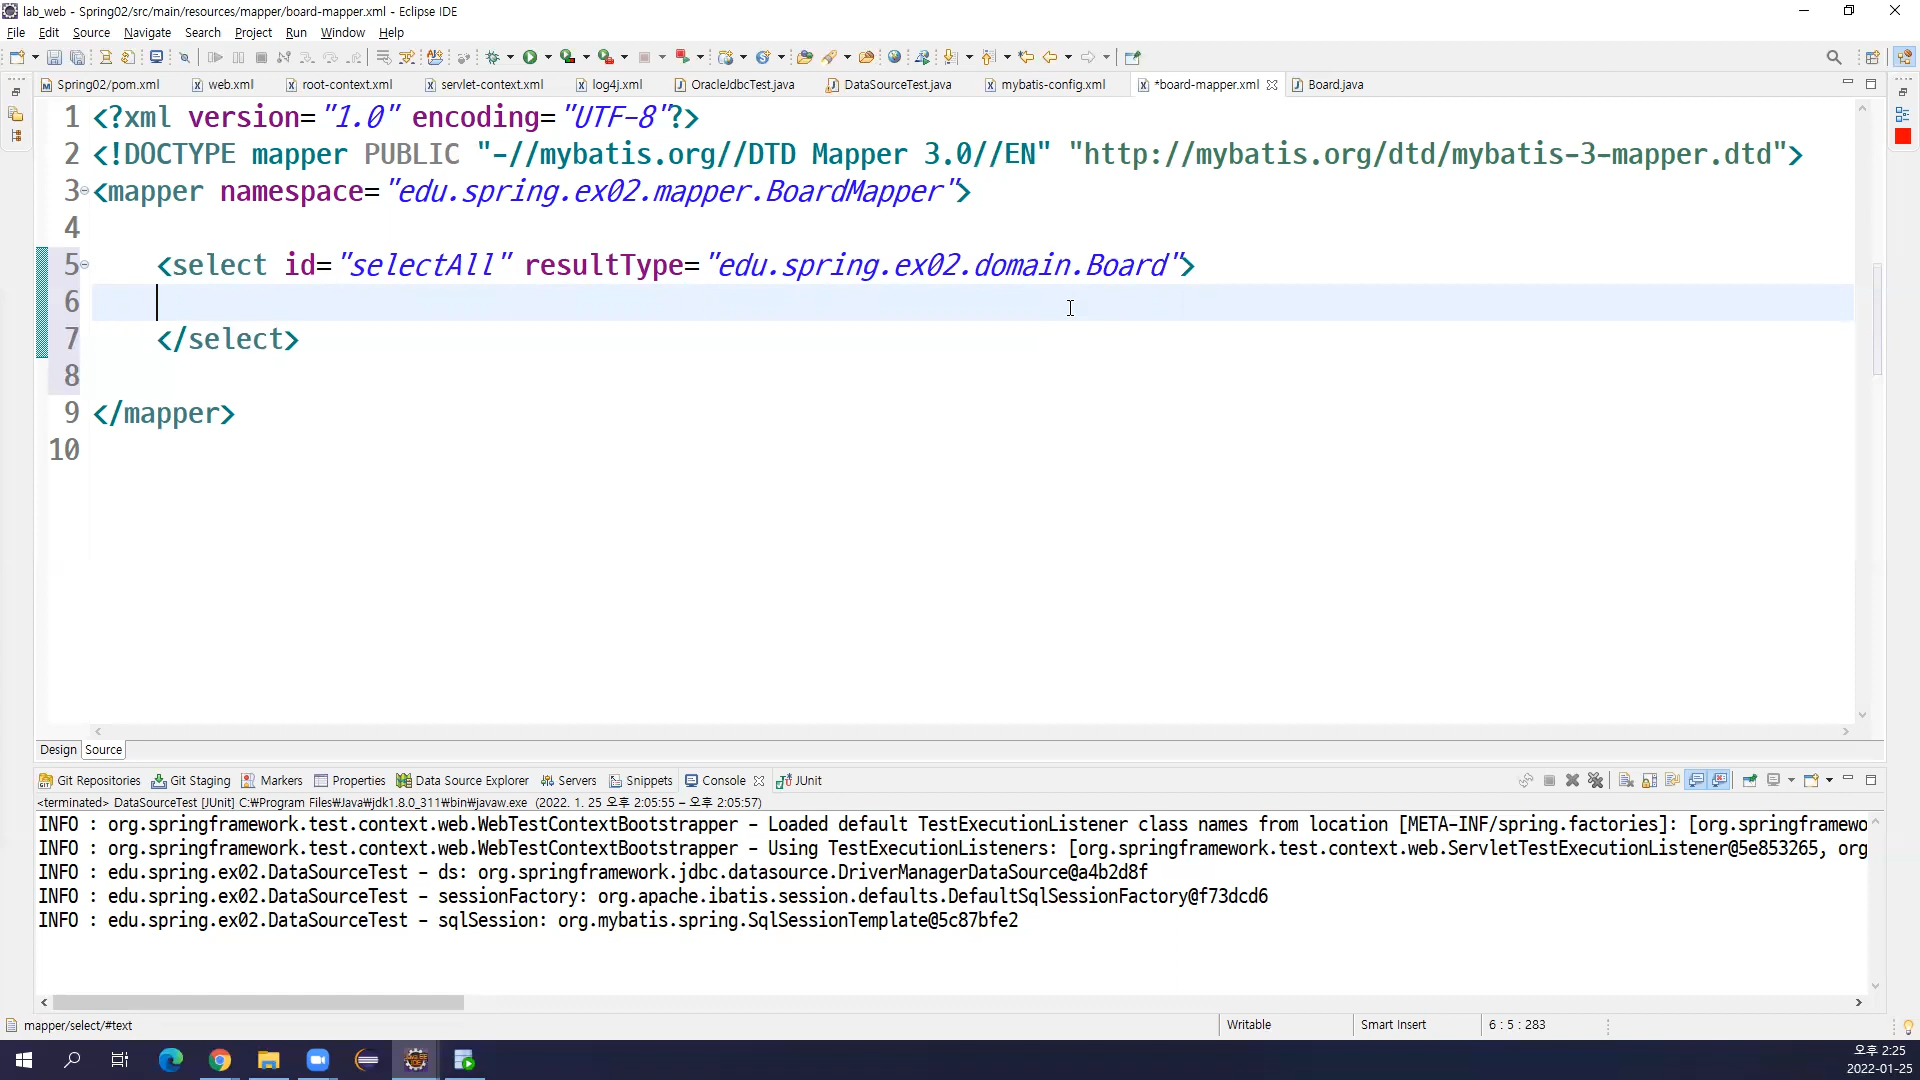 lab_web - Spring02/src/main/resources/mapper/board-mapper.xml - Eclipse IDE
File Edit Source Navigate Search Project Run Window Help
Spring02/pom.xml web.xml root-context.xml servlet-context.xml log4j.xml OracleJdbcTest.java DataSourceTest.java mybatis-config.xml *board-mapper.xml Board.java
1 <?xml version="1.0" encoding="UTF-8"?>
2 <!DOCTYPE mapper PUBLIC "-//mybatis.org//DTD Mapper 3.0//EN" "http://mybatis.org/dtd/mybatis-3-mapper.dtd">
3 <mapper namespace="edu.spring.ex02.mapper.BoardMapper">
4
5 <select id="selectAll" resultType="edu.spring.ex02.domain.Board">
6
7 </select>
8
9 </mapper>
10
Design Source
Git Repositories Git Staging Markers Properties Data Source Explorer Servers Snippets Console JUnit
<terminated> DataSourceTest [JUnit] C:₩Program Files₩Java₩jdk1.8.0_311₩bin₩javaw.exe (2022. 1. 25 오후 2:05:55 – 오후 2:05:57)
INFO : org.springframework.test.context.web.WebTestContextBootstrapper - Loaded default TestExecutionListener class names from location [META-INF/spring.factories]: [org.springframewo
INFO : org.springframework.test.context.web.WebTestContextBootstrapper - Using TestExecutionListeners: [org.springframework.test.context.web.ServletTestExecutionListener@5e853265, org
INFO : edu.spring.ex02.DataSourceTest - ds: org.springframework.jdbc.datasource.DriverManagerDataSource@a4b2d8f
INFO : edu.spring.ex02.DataSourceTest - sessionFactory: org.apache.ibatis.session.defaults.DefaultSqlSessionFactory@f73dcd6
INFO : edu.spring.ex02.DataSourceTest - sqlSession: org.mybatis.spring.SqlSessionTemplate@5c87bfe2
mapper/select/#text Writable Smart Insert 6 : 5 : 283
오후 2:25
2022-01-25